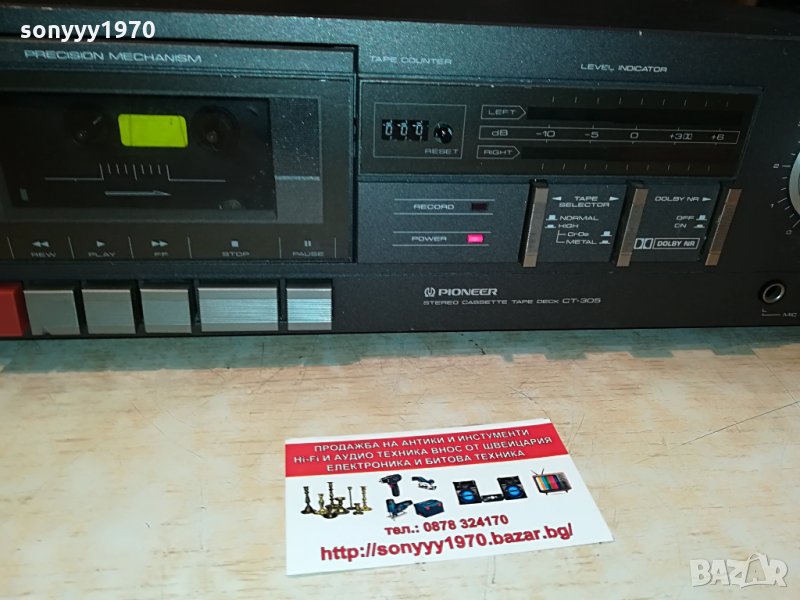 sonyyy1970
sonyyy1970
PRECISION MECHANISM
TAPE COUNTER
LEVEL INDICATOR
LEFT
dB -10 -5 0 +3 +6
RIGHT
000
RESET
RECORD
POWER
TAPE SELECTOR
NORMAL
HIGH
CrO2
METAL
DOLBY NR
OFF
ON
DOLBY NR
REW PLAY FF STOP PAUSE
PIONEER
STEREO CASSETTE TAPE DECK CT-305
MIC
ПРОДАЖБА НА АНТИКИ И ИНСТУМЕНТИ
Hi-Fi И АУДИО ТЕХНИКА ВНОС ОТ ШВЕЙЦАРИЯ
ЕЛЕКТРОНИКА И БИТОВА ТЕХНИКА
тел.: 0878 324170
http://sonyyy1970.bazar.bg/
BAZAR